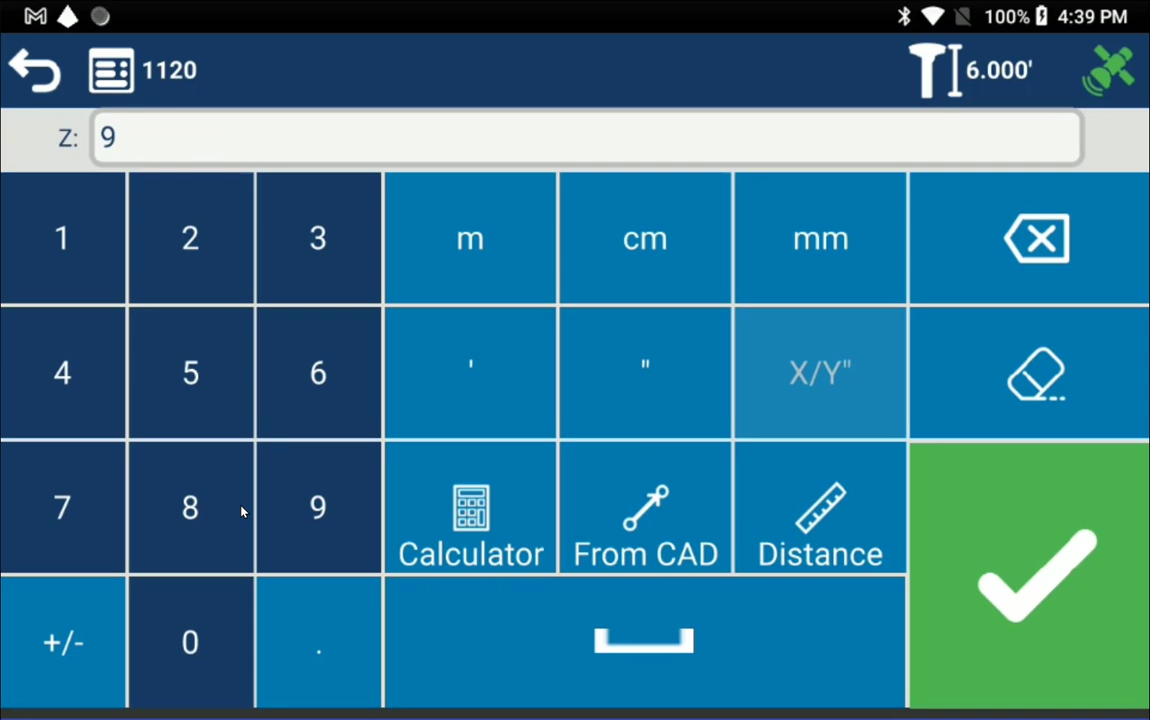 100% 4:39 PM
1120 6.000'
Z: 9
1 2 3 m cm mm
4 5 6 ' " X/Y"
7 8 9 Calculator From CAD Distance
+/- 0 .